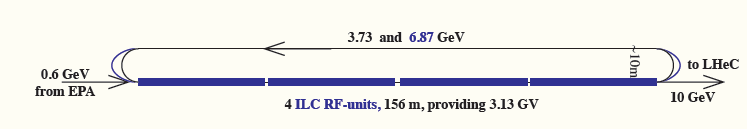 3.73 and 6.87 GeV
~10m
to LHeC
0.6 GeV
from EPA
10 GeV
4 ILC RF-units, 156 m, providing 3.13 GV